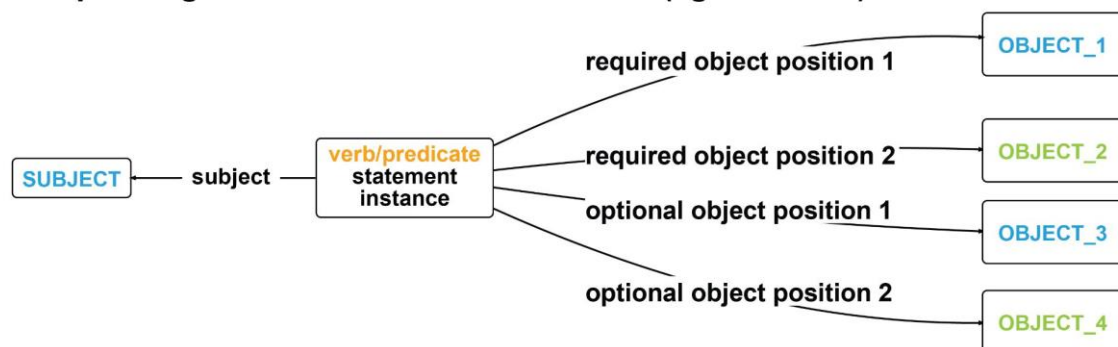 required object position 1
OBJECT_1
required object position 2
OBJECT_2
verb/predicate
statement
instance
SUBJECT
subject
optional object position 1
OBJECT_3
optional object position 2
OBJECT_4